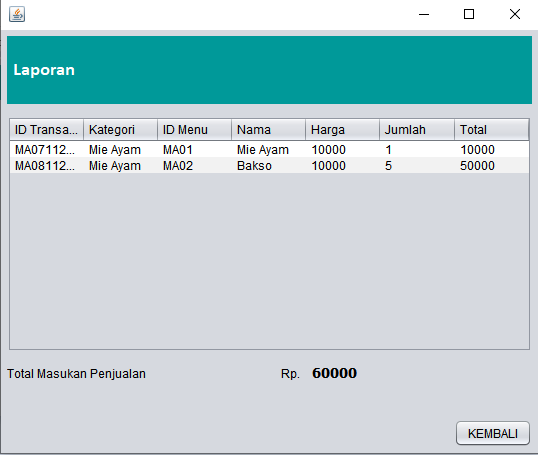 Laporan
ID Transa... Kategori ID Menu Nama Harga Jumlah Total
MA07112... Mie Ayam MA01 Mie Ayam 10000 1 10000
MA08112... Mie Ayam MA02 Bakso 10000 5 50000
Total Masukan Penjualan Rp. 60000
KEMBALI